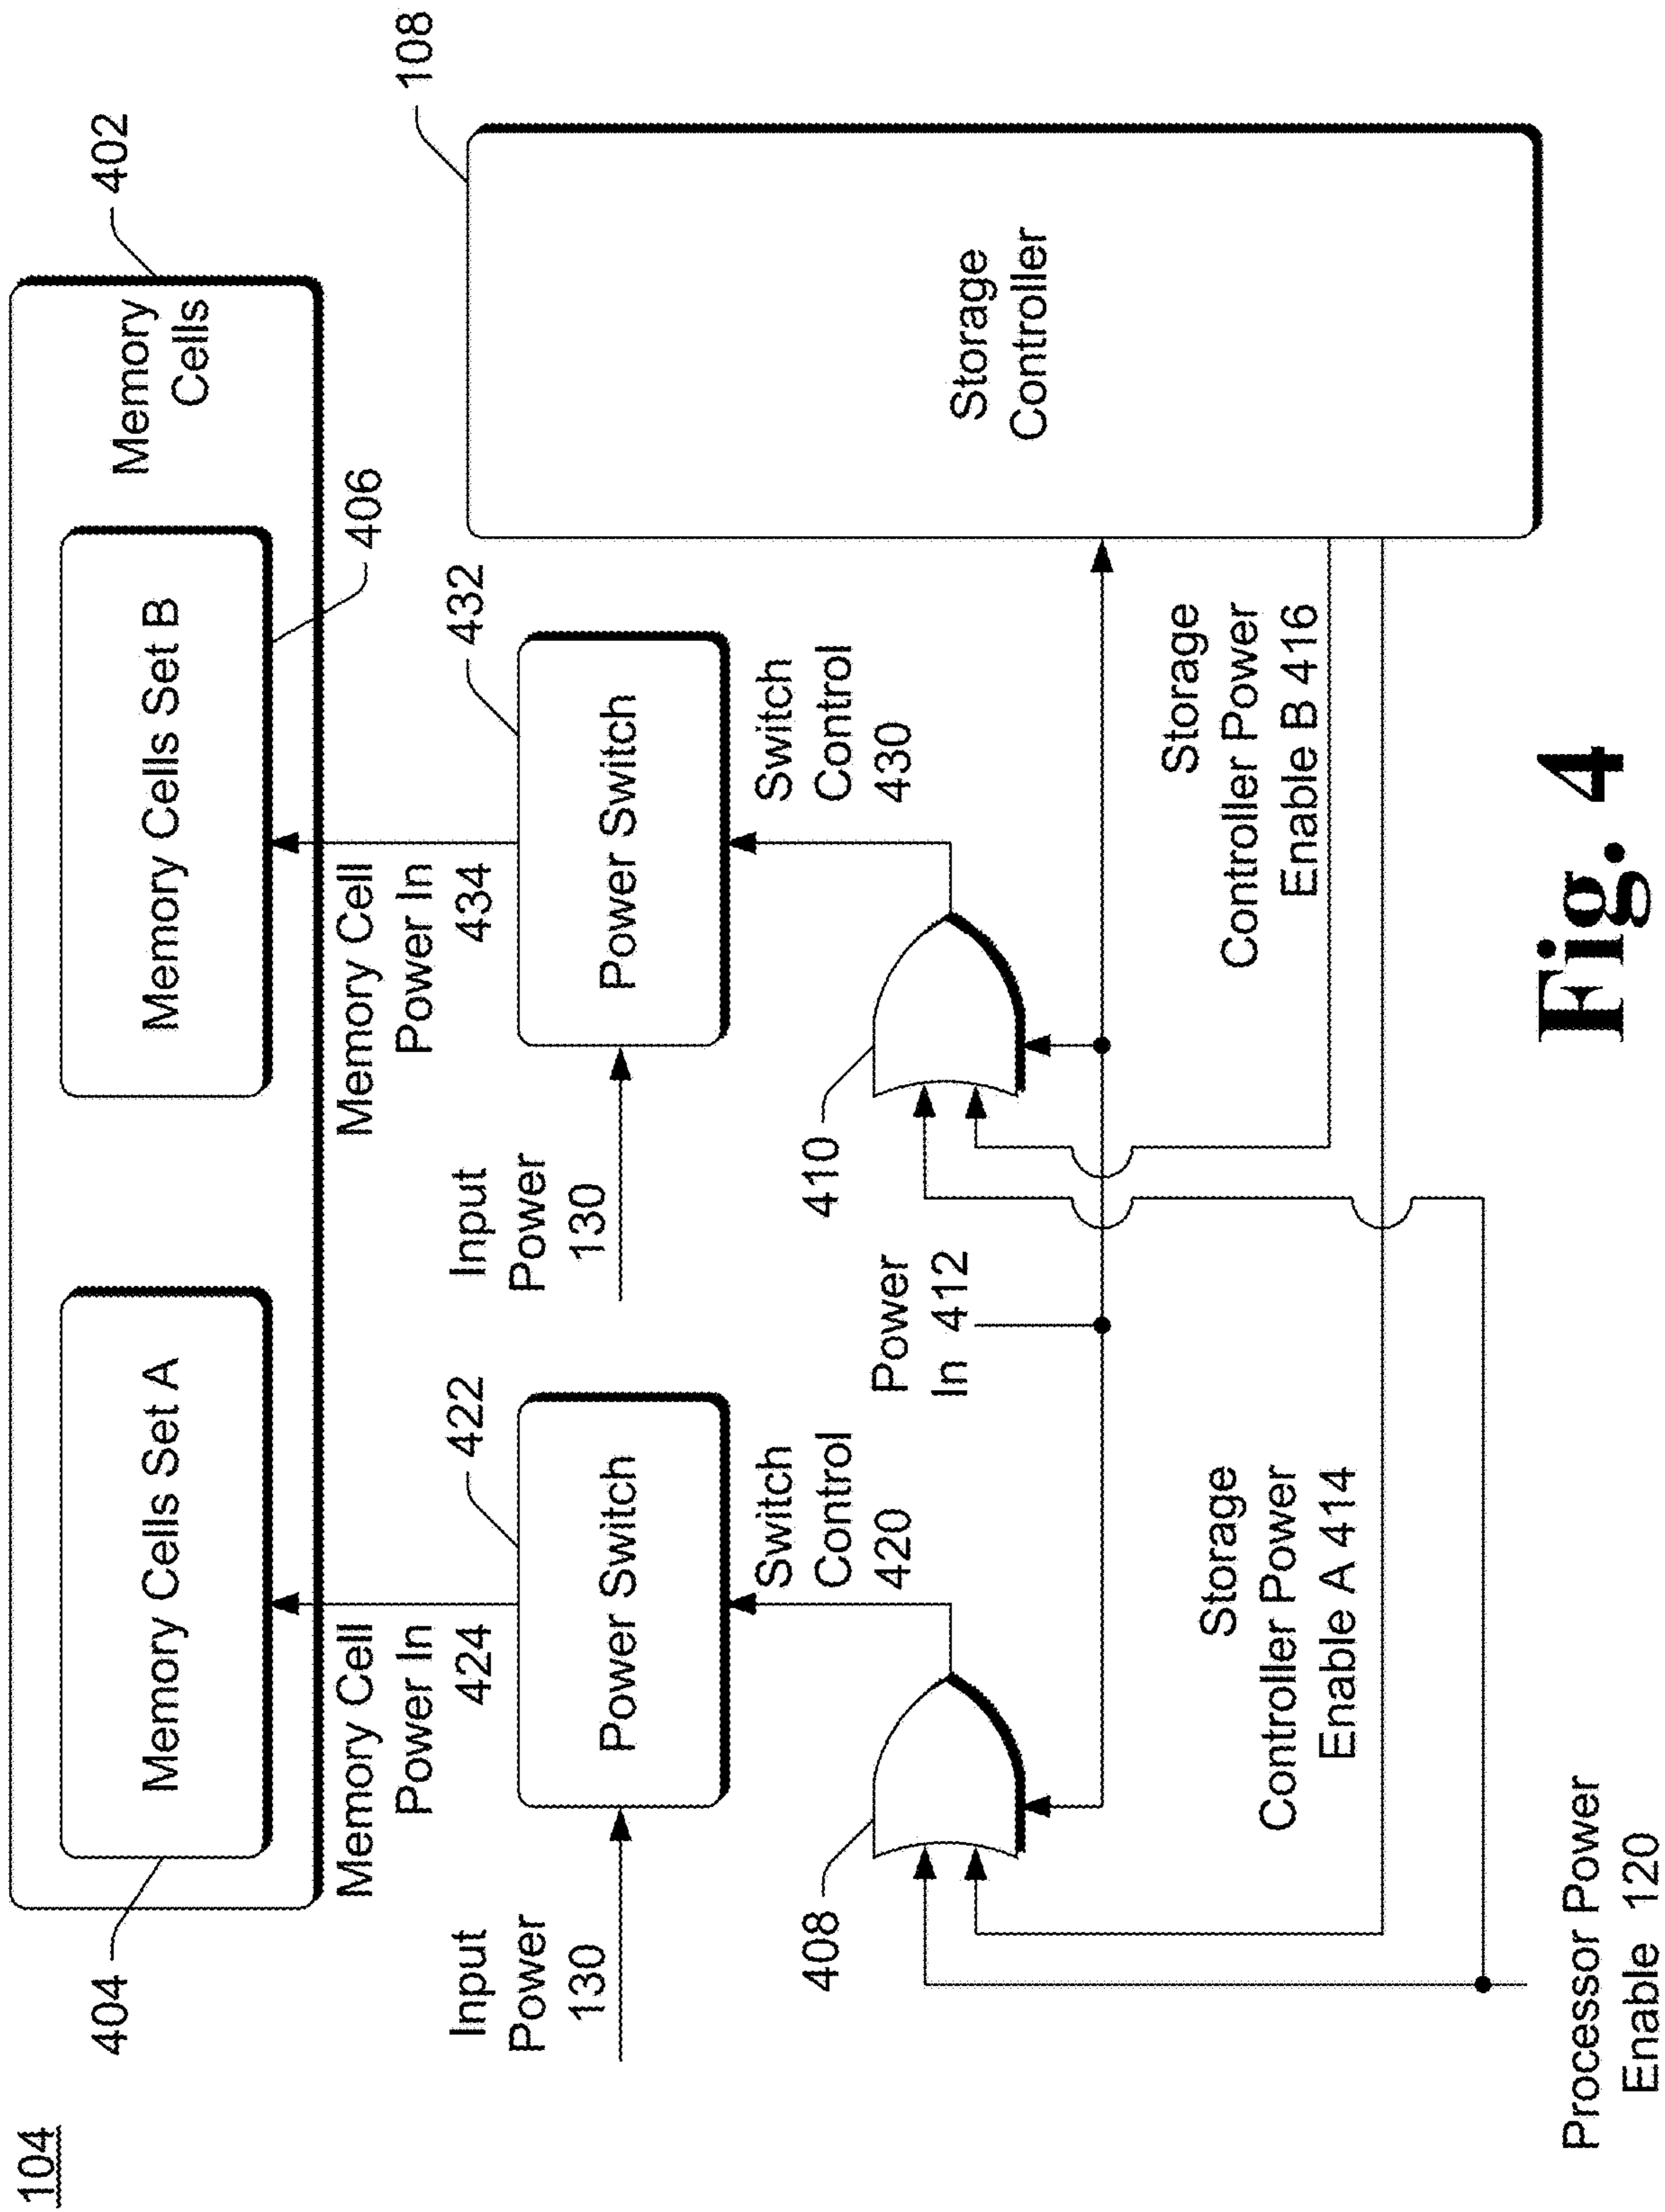 104
402
Memory
Cells
404
Memory Cells Set A
Memory Cells Set B
406
Memory Cell
Power In
424
Memory Cell
Power In
434
Input
Power
130
422
Power Switch
Input
Power
130
432
Power Switch
108
Switch
Control
420
Switch
Control
430
408
410
Power
In 412
Storage
Controller
Storage
Controller Power
Enable A 414
Storage
Controller Power
Enable B 416
Processor Power
Enable 120
Fig. 4